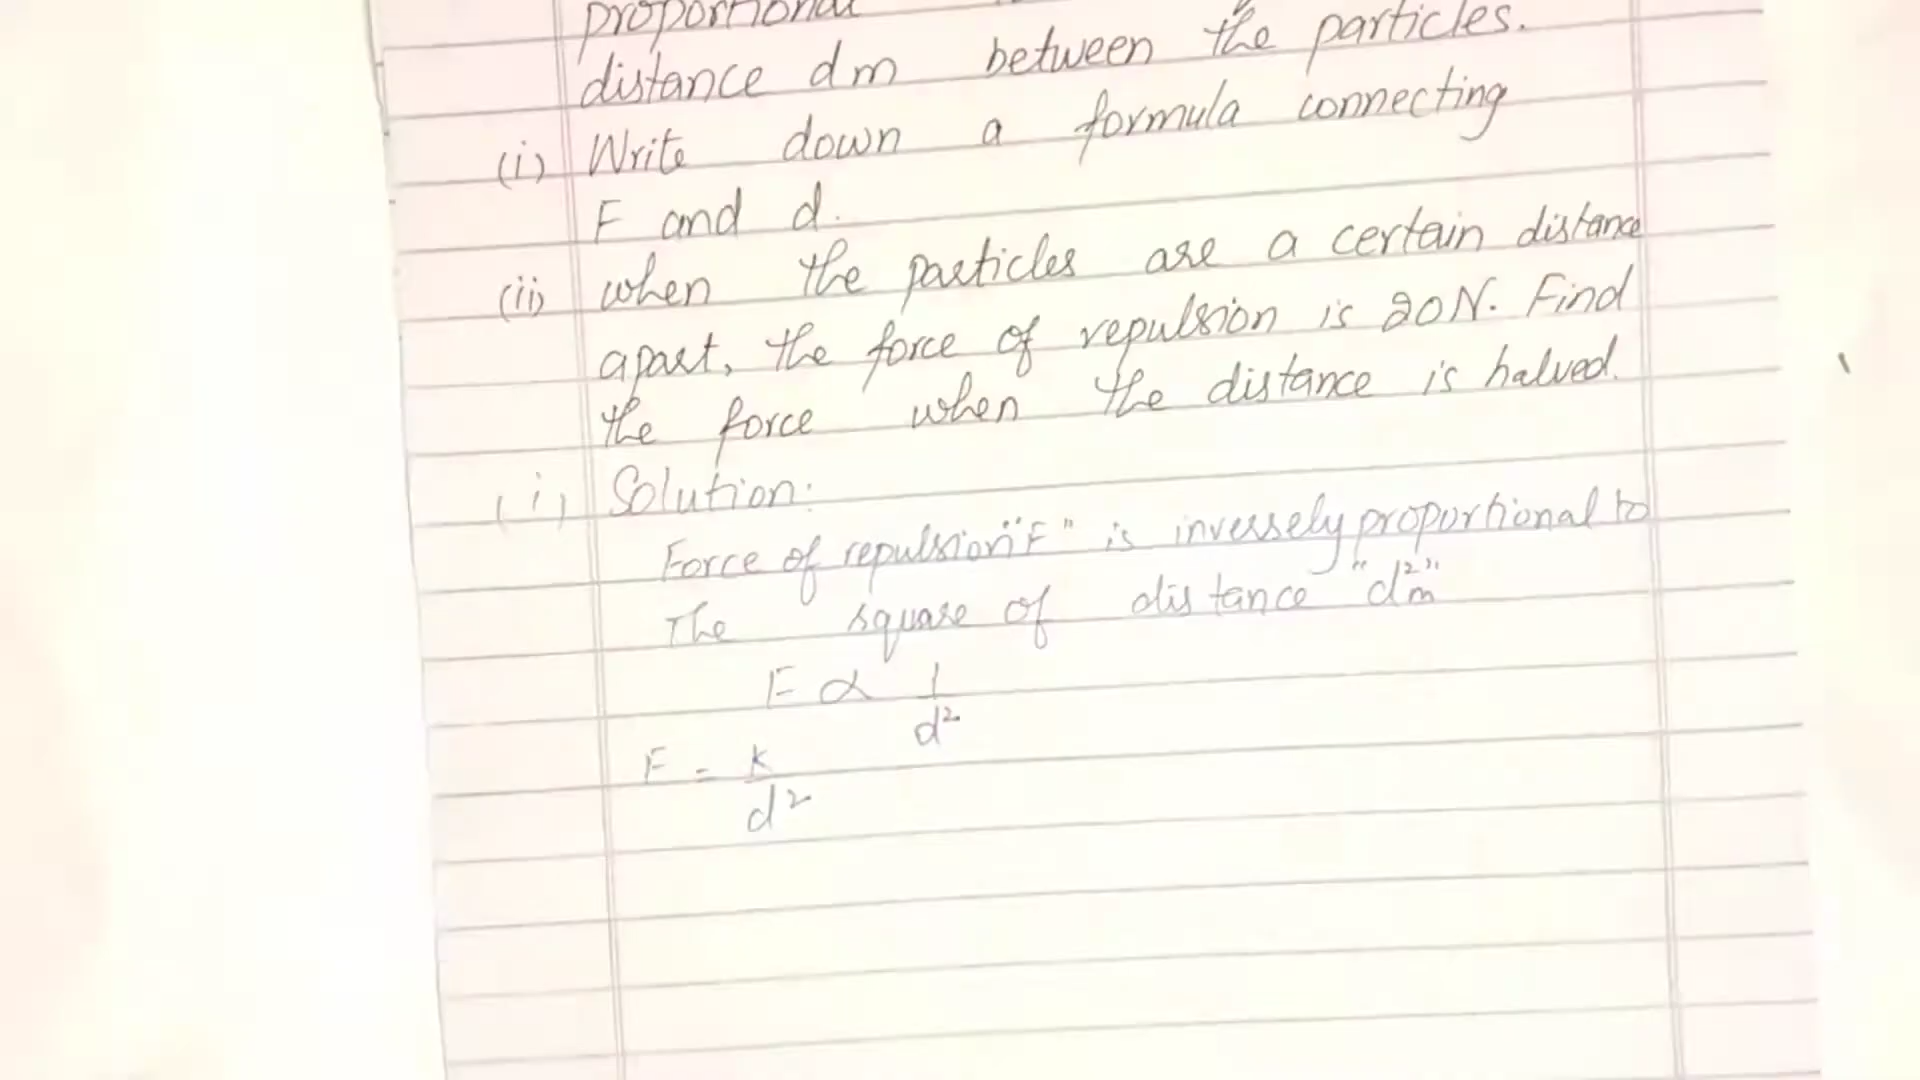 proportional
distance dm between the particles.
(i) Write down a formula connecting
F and d.
(ii) when the particles are a certain distance
apart, the force of repulsion is 20N. Find
the force when the distance is halved.
(i) Solution:
Force of repulsion "F" is inversely proportional to
The square of distance "d²m"
F α 1/d²
F = k/d²